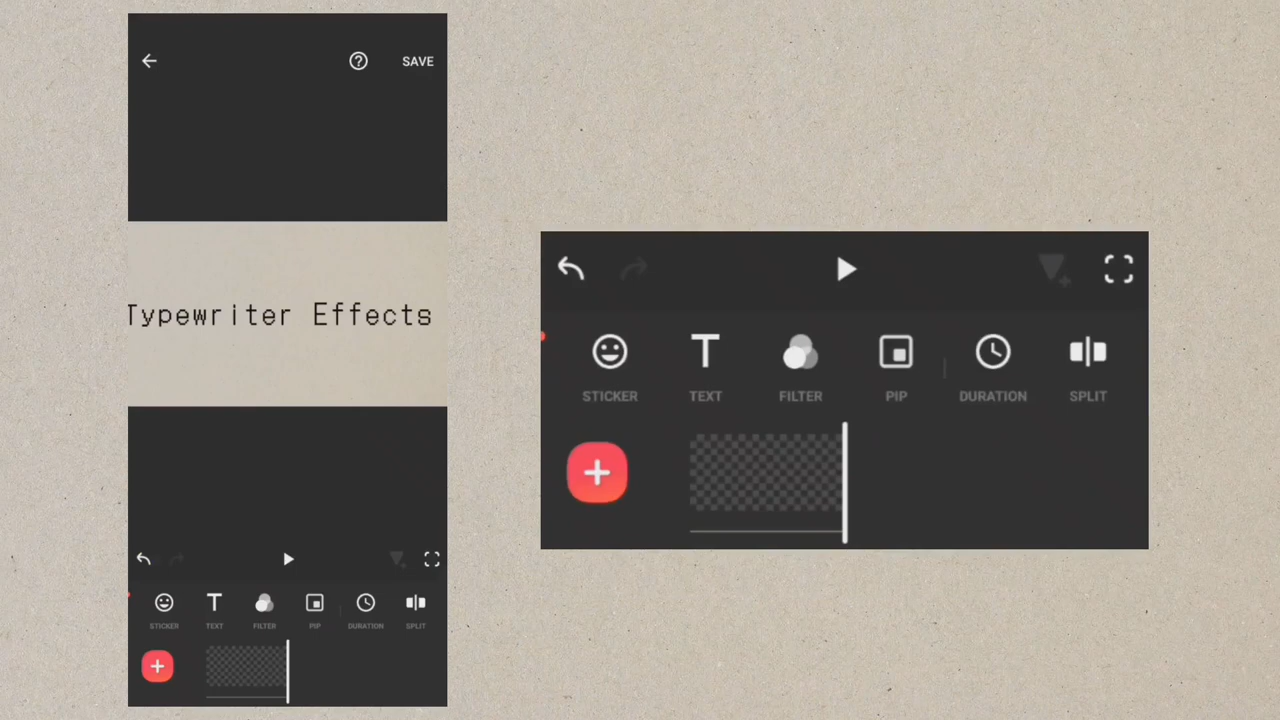 SAVE
Typewriter Effects
STICKER TEXT FILTER PIP DURATION SPLIT
STICKER TEXT FILTER PIP DURATION SPLIT